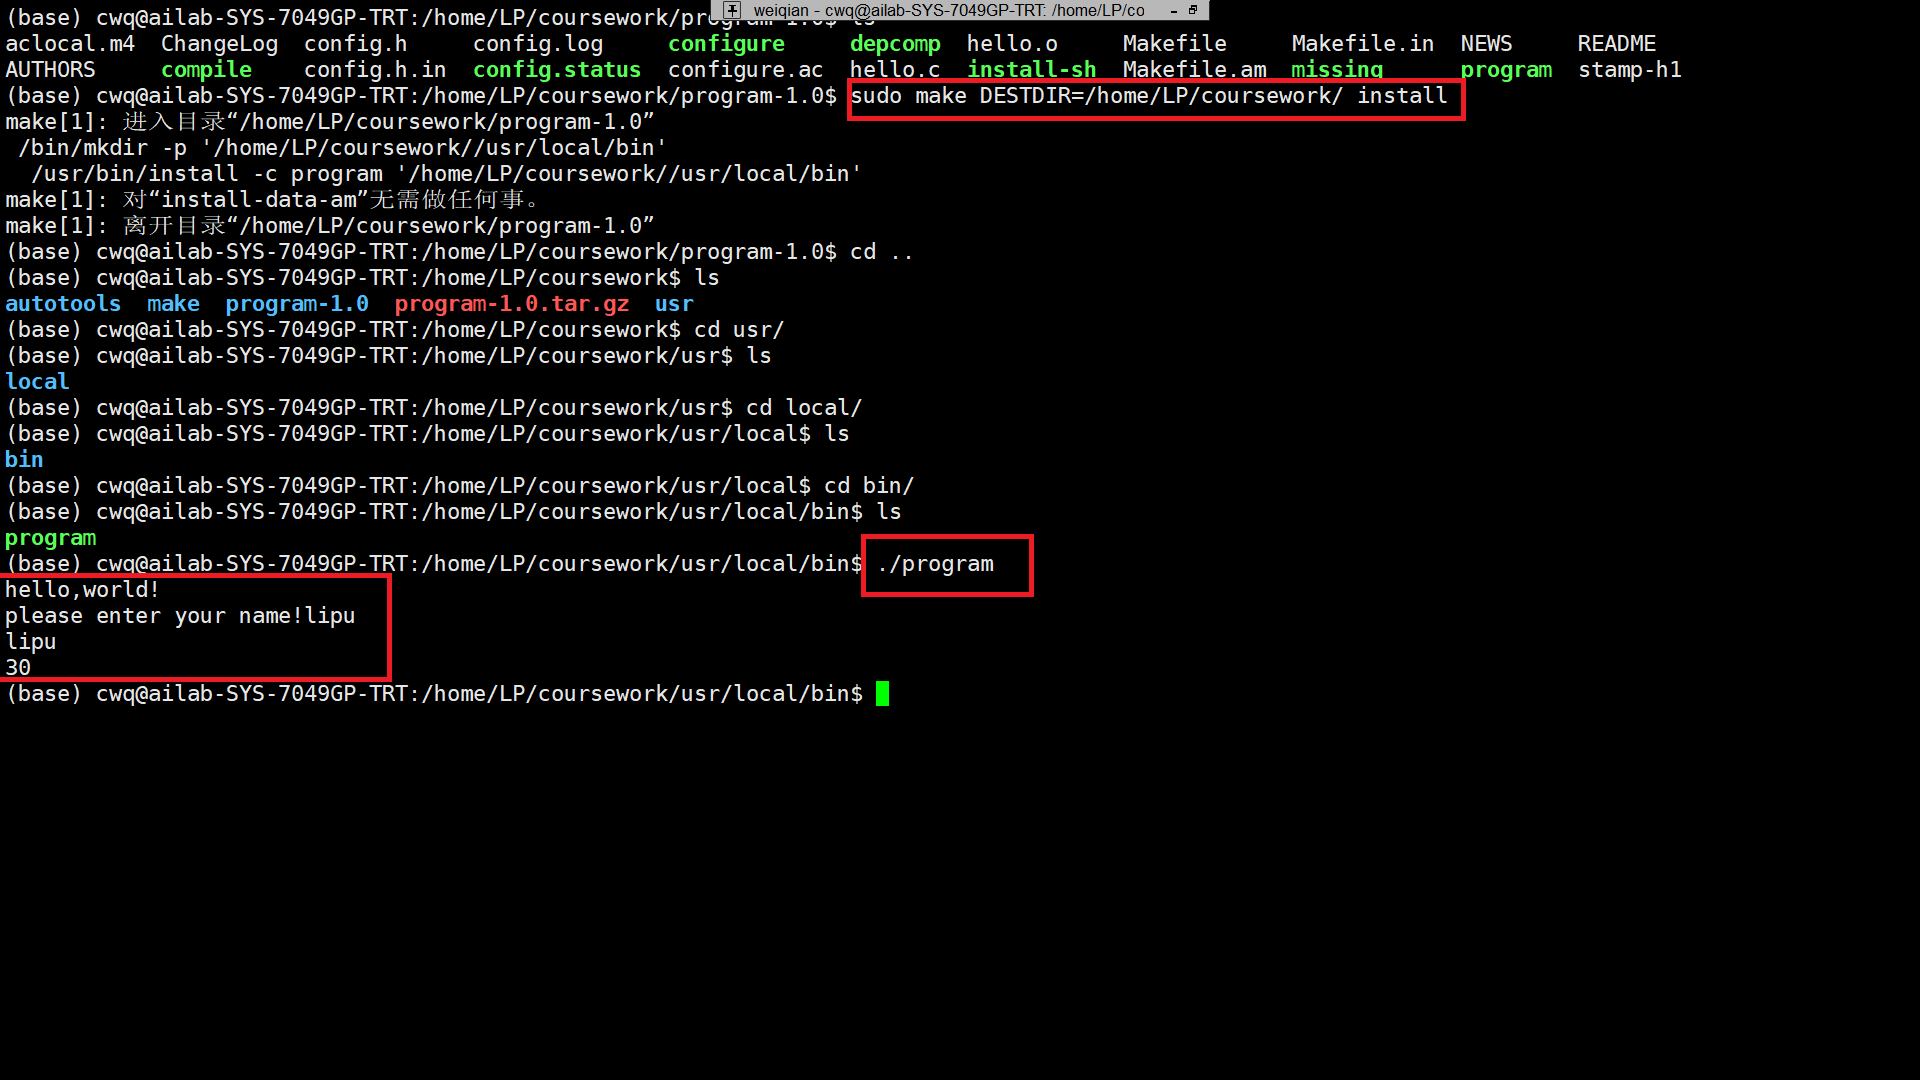 weiqian - cwq@ailab-SYS-7049GP-TRT: /home/LP/co
(base) cwq@ailab-SYS-7049GP-TRT:/home/LP/coursework/program-1.0$ ls
aclocal.m4  ChangeLog  config.h     config.log     configure     depcomp  hello.o     Makefile     Makefile.in  NEWS     README
AUTHORS     compile    config.h.in  config.status  configure.ac  hello.c  install-sh  Makefile.am  missing      program  stamp-h1
(base) cwq@ailab-SYS-7049GP-TRT:/home/LP/coursework/program-1.0$ sudo make DESTDIR=/home/LP/coursework/ install
make[1]: 进入目录“/home/LP/coursework/program-1.0”
 /bin/mkdir -p '/home/LP/coursework//usr/local/bin'
  /usr/bin/install -c program '/home/LP/coursework//usr/local/bin'
make[1]: 对“install-data-am”无需做任何事。
make[1]: 离开目录“/home/LP/coursework/program-1.0”
(base) cwq@ailab-SYS-7049GP-TRT:/home/LP/coursework/program-1.0$ cd ..
(base) cwq@ailab-SYS-7049GP-TRT:/home/LP/coursework$ ls
autotools  make  program-1.0  program-1.0.tar.gz  usr
(base) cwq@ailab-SYS-7049GP-TRT:/home/LP/coursework$ cd usr/
(base) cwq@ailab-SYS-7049GP-TRT:/home/LP/coursework/usr$ ls
local
(base) cwq@ailab-SYS-7049GP-TRT:/home/LP/coursework/usr$ cd local/
(base) cwq@ailab-SYS-7049GP-TRT:/home/LP/coursework/usr/local$ ls
bin
(base) cwq@ailab-SYS-7049GP-TRT:/home/LP/coursework/usr/local$ cd bin/
(base) cwq@ailab-SYS-7049GP-TRT:/home/LP/coursework/usr/local/bin$ ls
program
(base) cwq@ailab-SYS-7049GP-TRT:/home/LP/coursework/usr/local/bin$ ./program
hello,world!
please enter your name!lipu
lipu
30
(base) cwq@ailab-SYS-7049GP-TRT:/home/LP/coursework/usr/local/bin$